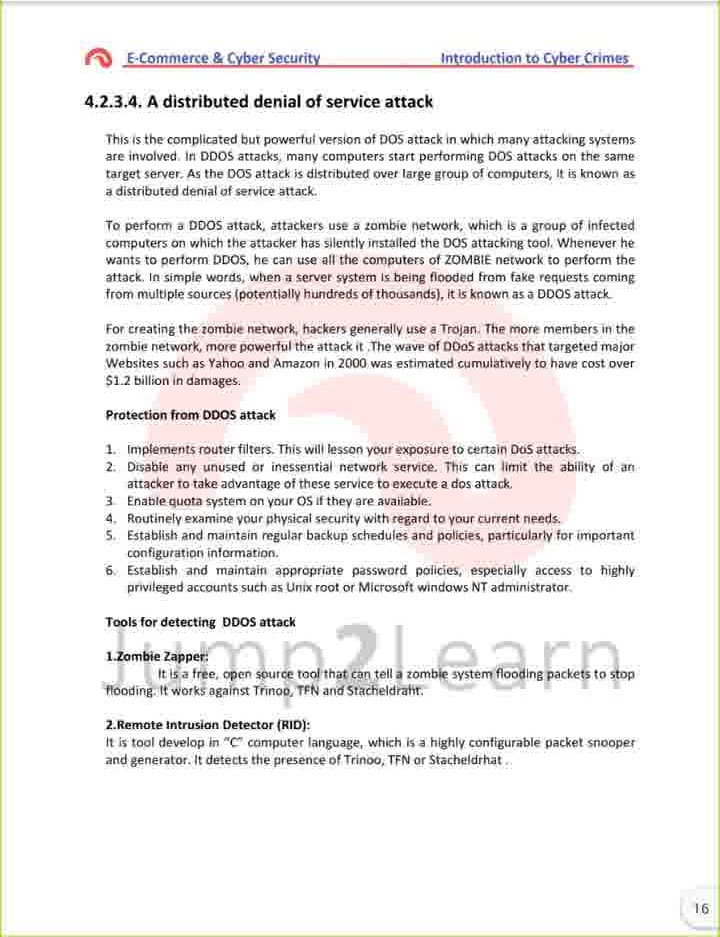 E-Commerce & Cyber Security Introduction to Cyber Crimes
4.2.3.4. A distributed denial of service attack
This is the complicated but powerful version of DOS attack in which many attacking systems
are involved. In DDOS attacks, many computers start performing DOS attacks on the same
target server. As the DOS attack is distributed over large group of computers, it is known as
a distributed denial of service attack.
To perform a DDOS attack, attackers use a zombie network, which is a group of infected
computers on which the attacker has silently installed the DOS attacking tool. Whenever he
wants to perform DDOS, he can use all the computers of ZOMBIE network to perform the
attack. In simple words, when a server system is being flooded from fake requests coming
from multiple sources (potentially hundreds of thousands), it is known as a DDOS attack.
For creating the zombie network, hackers generally use a Trojan. The more members in the
zombie network, more powerful the attack it .The wave of DDoS attacks that targeted major
Websites such as Yahoo and Amazon in 2000 was estimated cumulatively to have cost over
$1.2 billion in damages.
Protection from DDOS attack
1. Implements router filters. This will lesson your exposure to certain DoS attacks.
2. Disable any unused or inessential network service. This can limit the ability of an
attacker to take advantage of these service to execute a dos attack.
3. Enable quota system on your OS if they are available.
4. Routinely examine your physical security with regard to your current needs.
5. Establish and maintain regular backup schedules and policies, particularly for important
configuration information.
6. Establish and maintain appropriate password policies, especially access to highly
privileged accounts such as Unix root or Microsoft windows NT administrator.
Tools for detecting DDOS attack
Jump2Learn
1.Zombie Zapper:
It is a free, open source tool that can tell a zombie system flooding packets to stop
flooding. It works against Trinoo, TFN and Stacheldraht.
2.Remote Intrusion Detector (RID):
It is tool develop in "C" computer language, which is a highly configurable packet snooper
and generator. It detects the presence of Trinoo, TFN or Stacheldrhat .
16